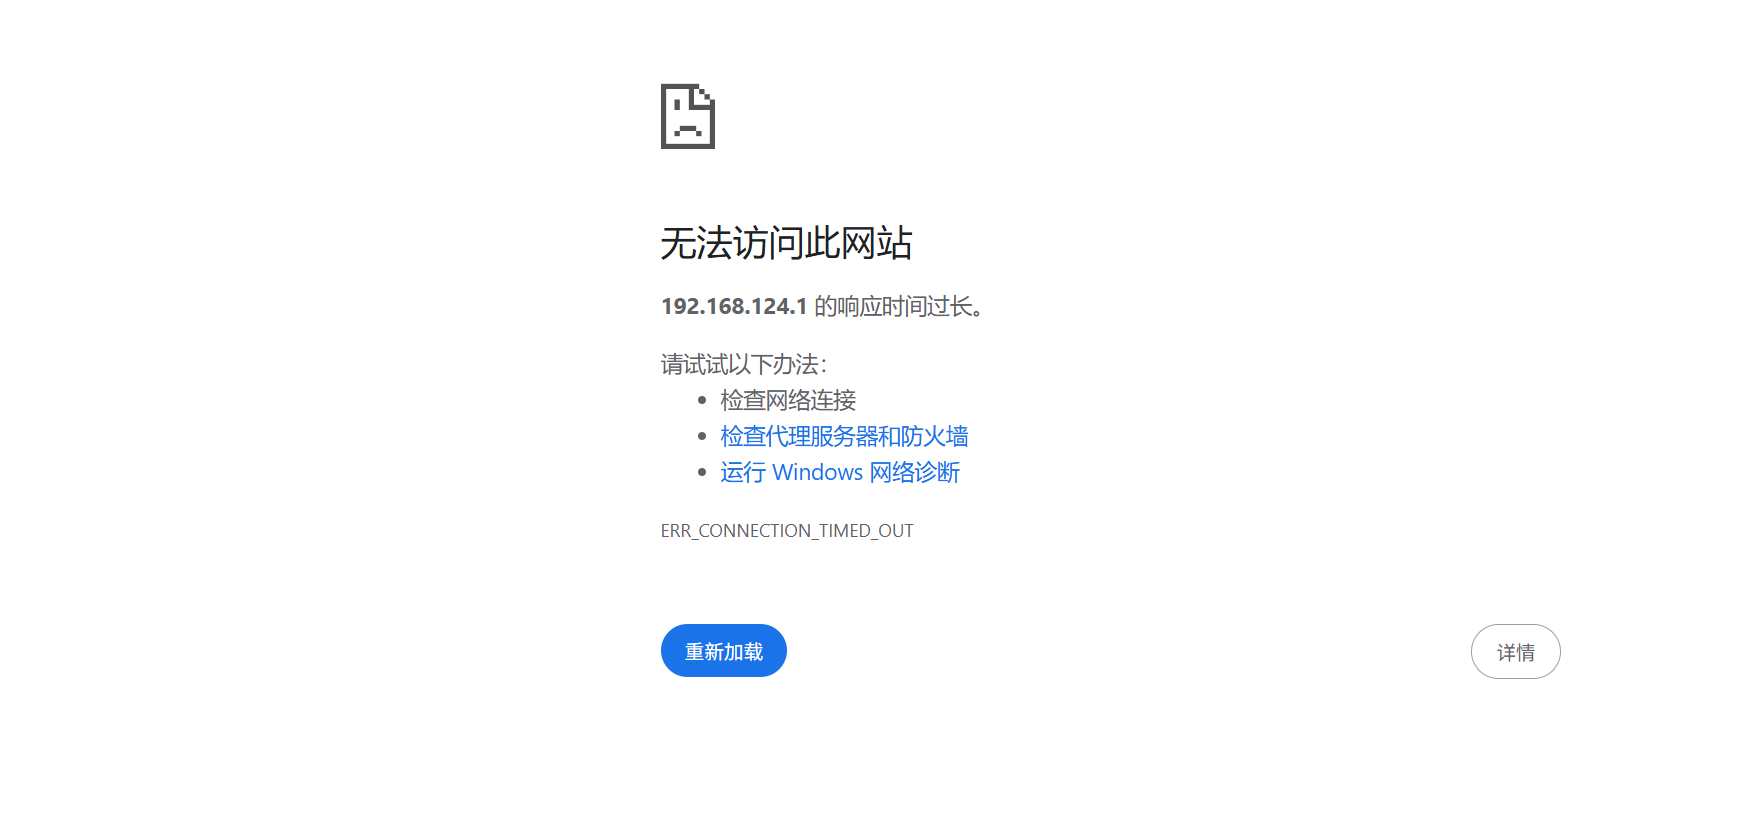 无法访问此网站
192.168.124.1 的响应时间过长。
请试试以下办法：
检查网络连接
检查代理服务器和防火墙
运行 Windows 网络诊断
ERR_CONNECTION_TIMED_OUT
重新加载
详情